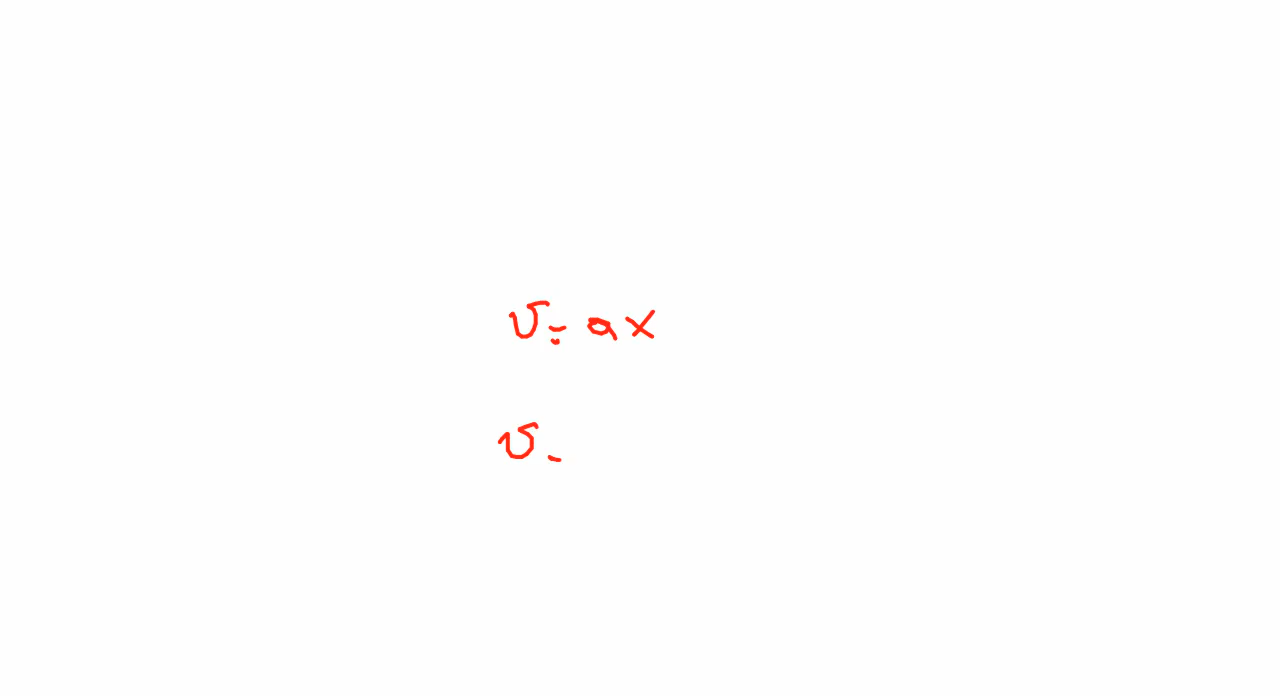 v = ax
v -